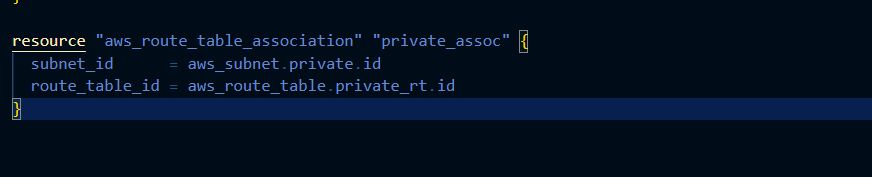 }
resource "aws_route_table_association" "private_assoc" {
  subnet_id      = aws_subnet.private.id
  route_table_id = aws_route_table.private_rt.id
}